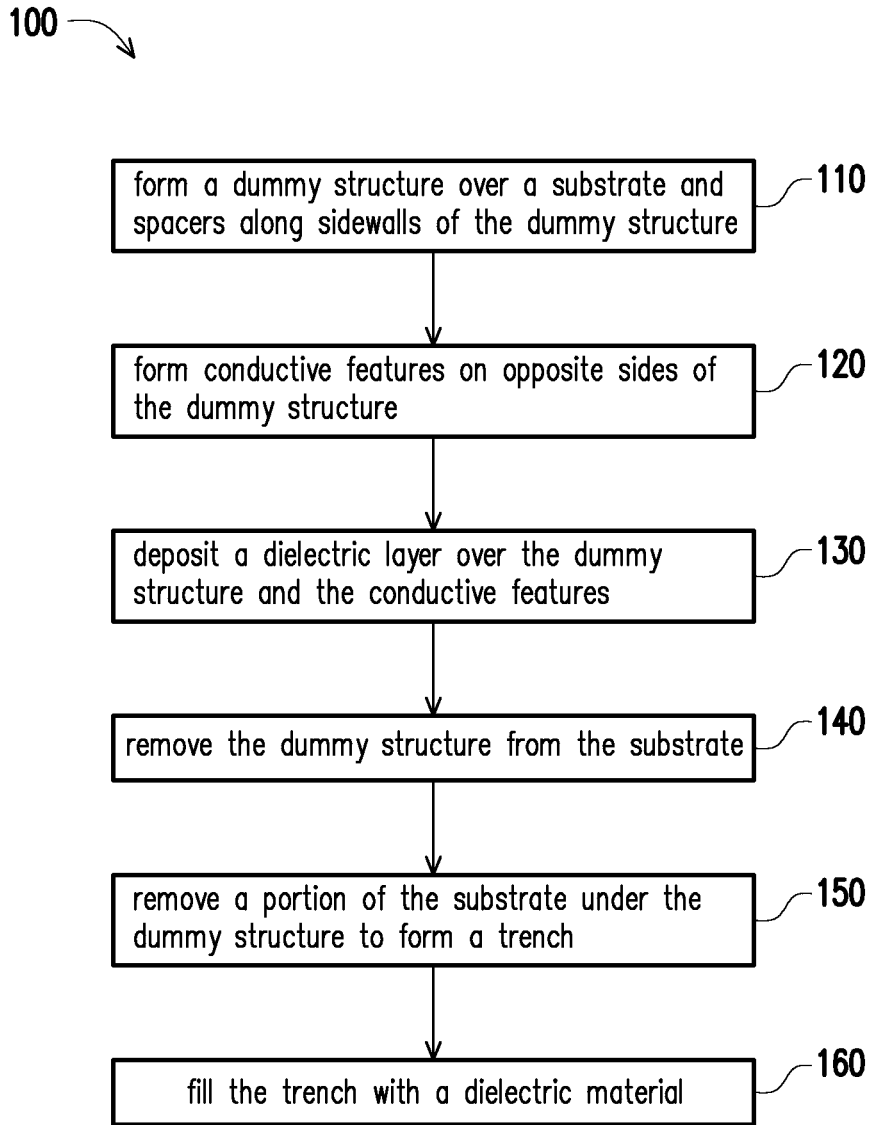 100
form a dummy structure over a substrate and
spacers along sidewalls of the dummy structure
110
form conductive features on opposite sides of
the dummy structure
120
deposit a dielectric layer over the dummy
structure and the conductive features
130
remove the dummy structure from the substrate
140
remove a portion of the substrate under the
dummy structure to form a trench
150
fill the trench with a dielectric material
160